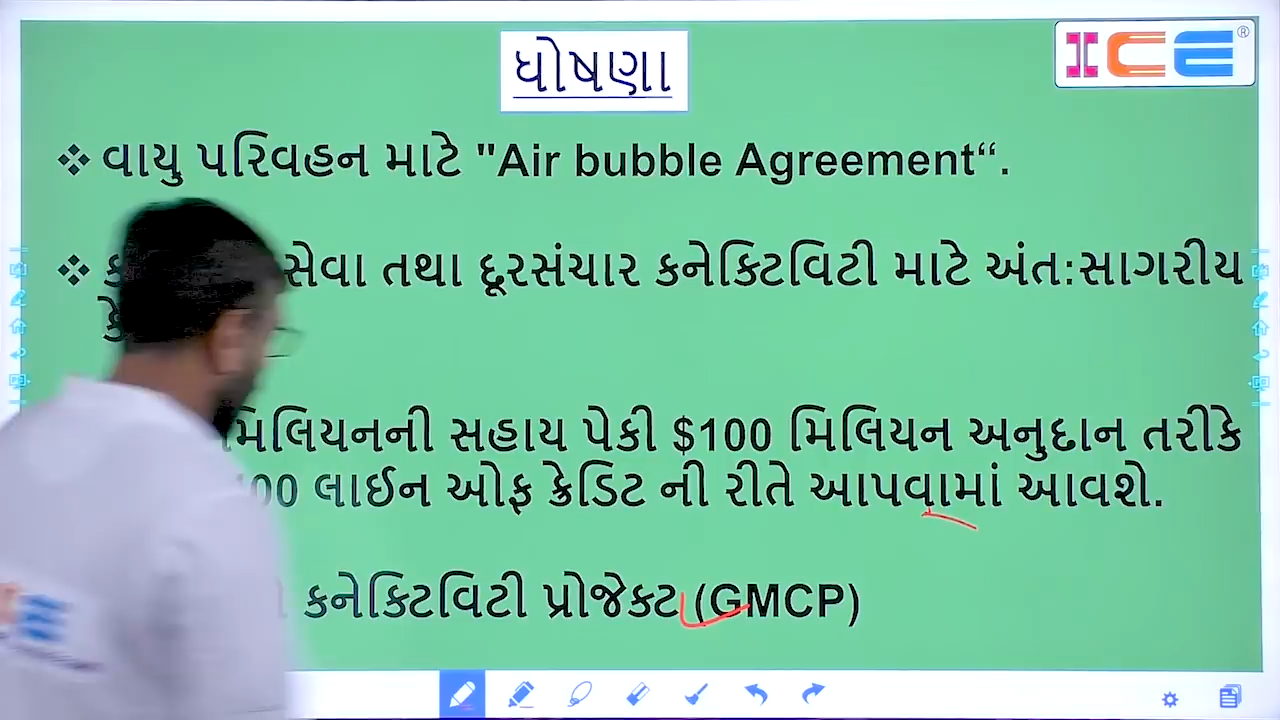 ઘોષણા
ICE®
વાયુ પરિવહન માટે "Air bubble Agreement“.
સેવા તથા દૂરસંચાર કનેક્ટિવિટી માટે અંત:સાગરીય
મિલિયનની સહાય પેકી $100 મિલિયન અનુદાન તરીકે
લાઈન ઓફ ક્રેડિટ ની રીતે આપવામાં આવશે.
કનેક્ટિવિટી પ્રોજેક્ટ (GMCP)